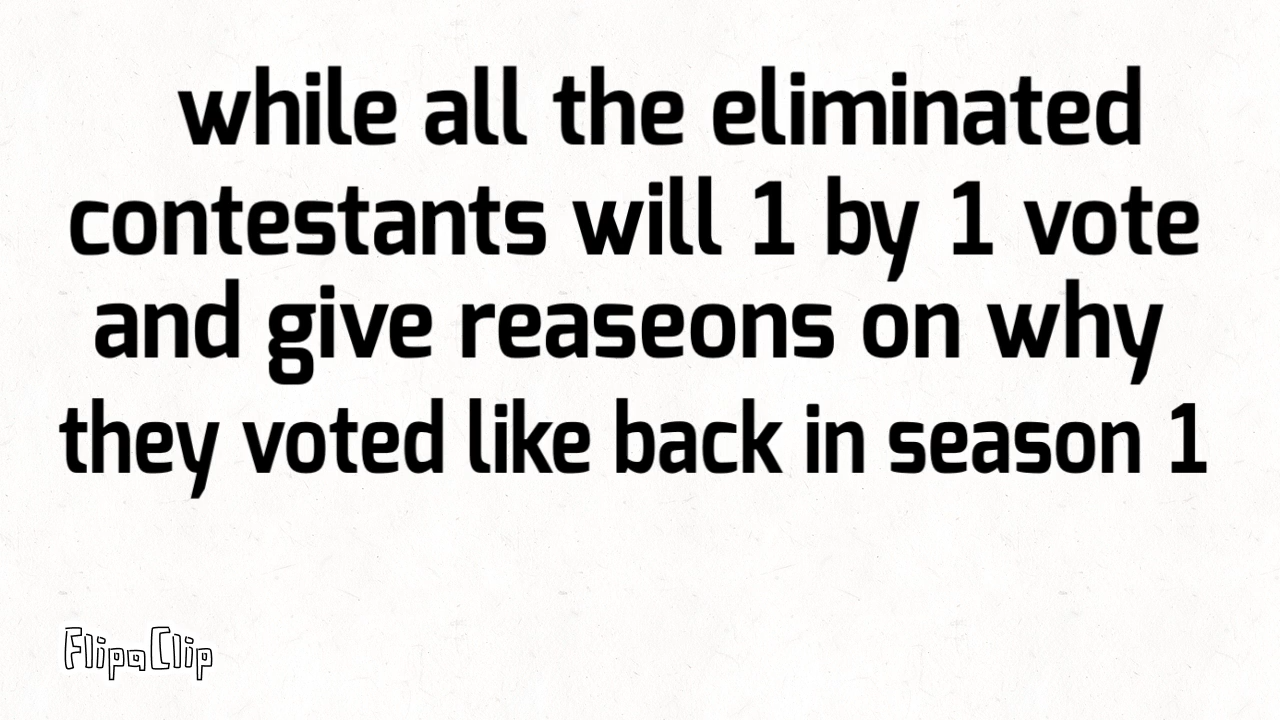 while all the eliminated
contestants will 1 by 1 vote
and give reaseons on why
they voted like back in season 1
FlipaClip